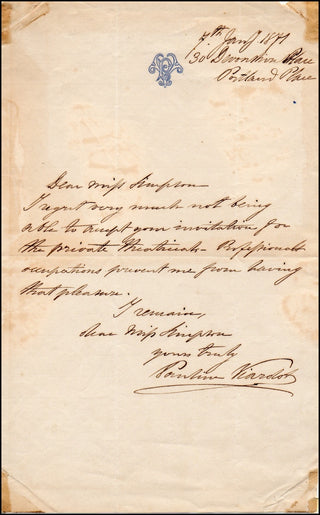 7th Jany 1871
30 Devonshire Place
Portland Place
Dear Miss Simpson
I regret very much not being
able to accept your invitation for
the private theatricals - Professional
occupations prevent me from having
that pleasure.
I remain,
dear Miss Simpson
yours truly
Pauline Viardot